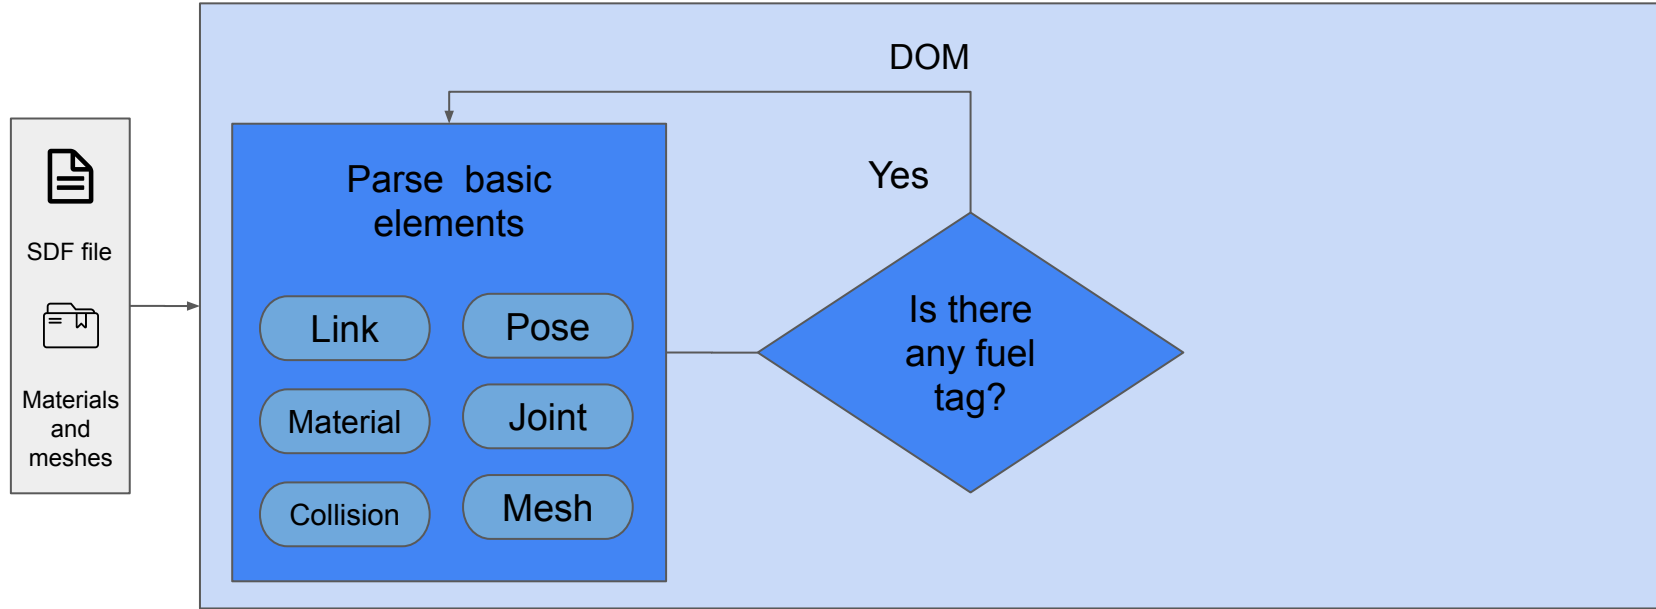 SDF file
Materials
and
meshes
DOM
Parse basic
elements
Link
Pose
Material
Joint
Collision
Mesh
Yes
Is there
any fuel
tag?